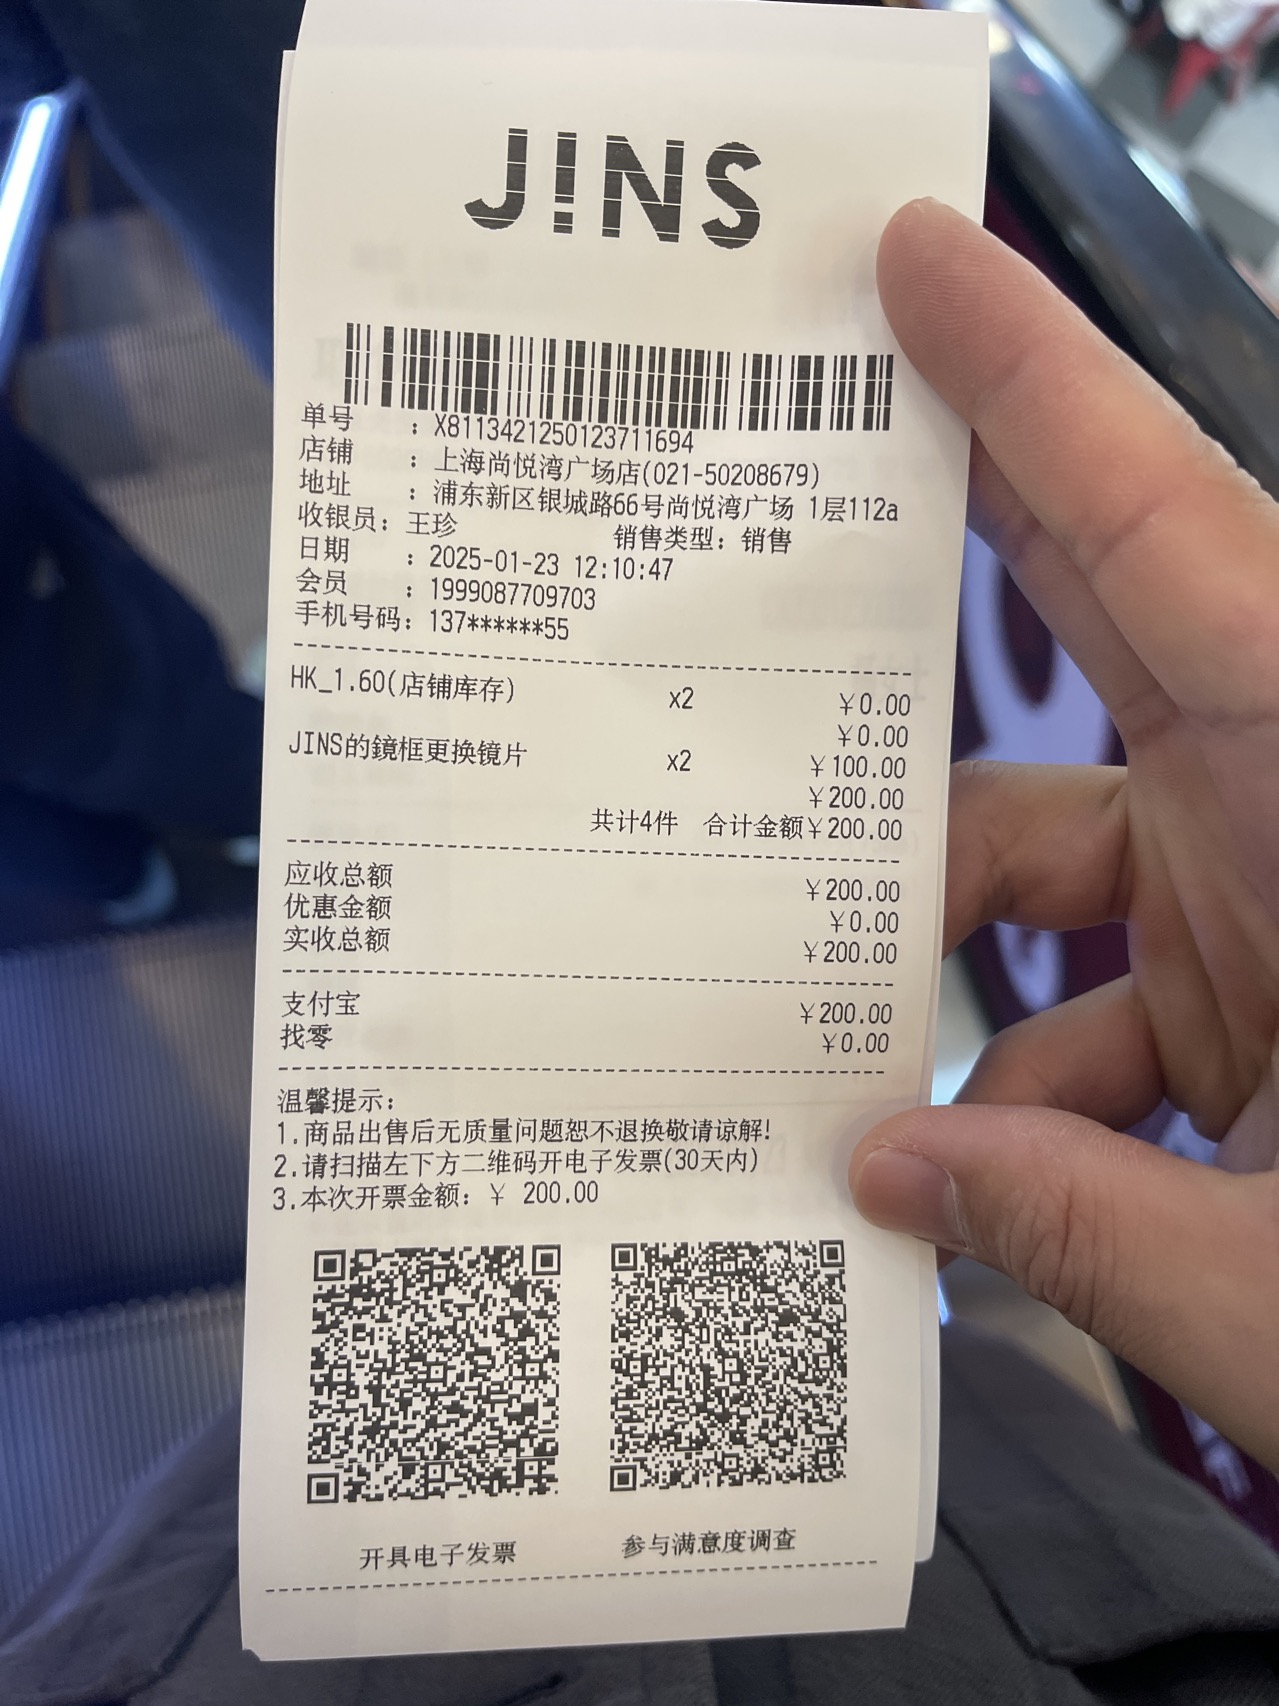 JINS
单号 : X8113421250123711694
店铺 : 上海尚悦湾广场店(021-50208679)
地址 : 浦东新区银城路66号尚悦湾广场 1层112a
收银员: 王珍 销售类型: 销售
日期 : 2025-01-23 12:10:47
会员 : 1999087709703
手机号码: 137******55
HK_1.60(店铺库存) x2 ￥0.00
￥0.00
JINS的鏡框更换镜片 x2 ￥100.00
￥200.00
共计4件 合计金额￥200.00
应收总额 ￥200.00
优惠金额 ￥0.00
实收总额 ￥200.00
支付宝 ￥200.00
找零 ￥0.00
温馨提示:
1.商品出售后无质量问题恕不退换敬请谅解!
2.请扫描左下方二维码开电子发票(30天内)
3.本次开票金额: ￥ 200.00
开具电子发票 参与满意度调查